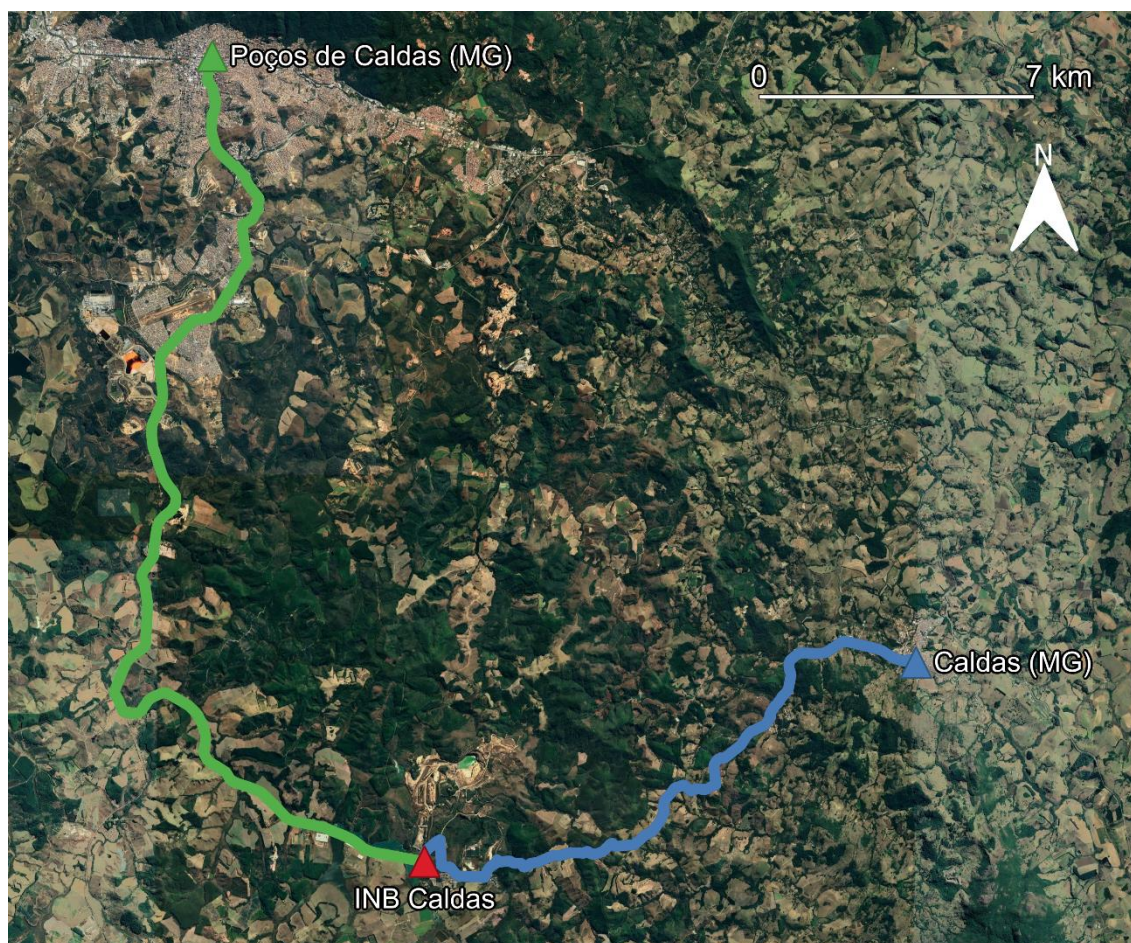 Poços de Caldas (MG)
0 7 km
N
Caldas (MG)
INB Caldas